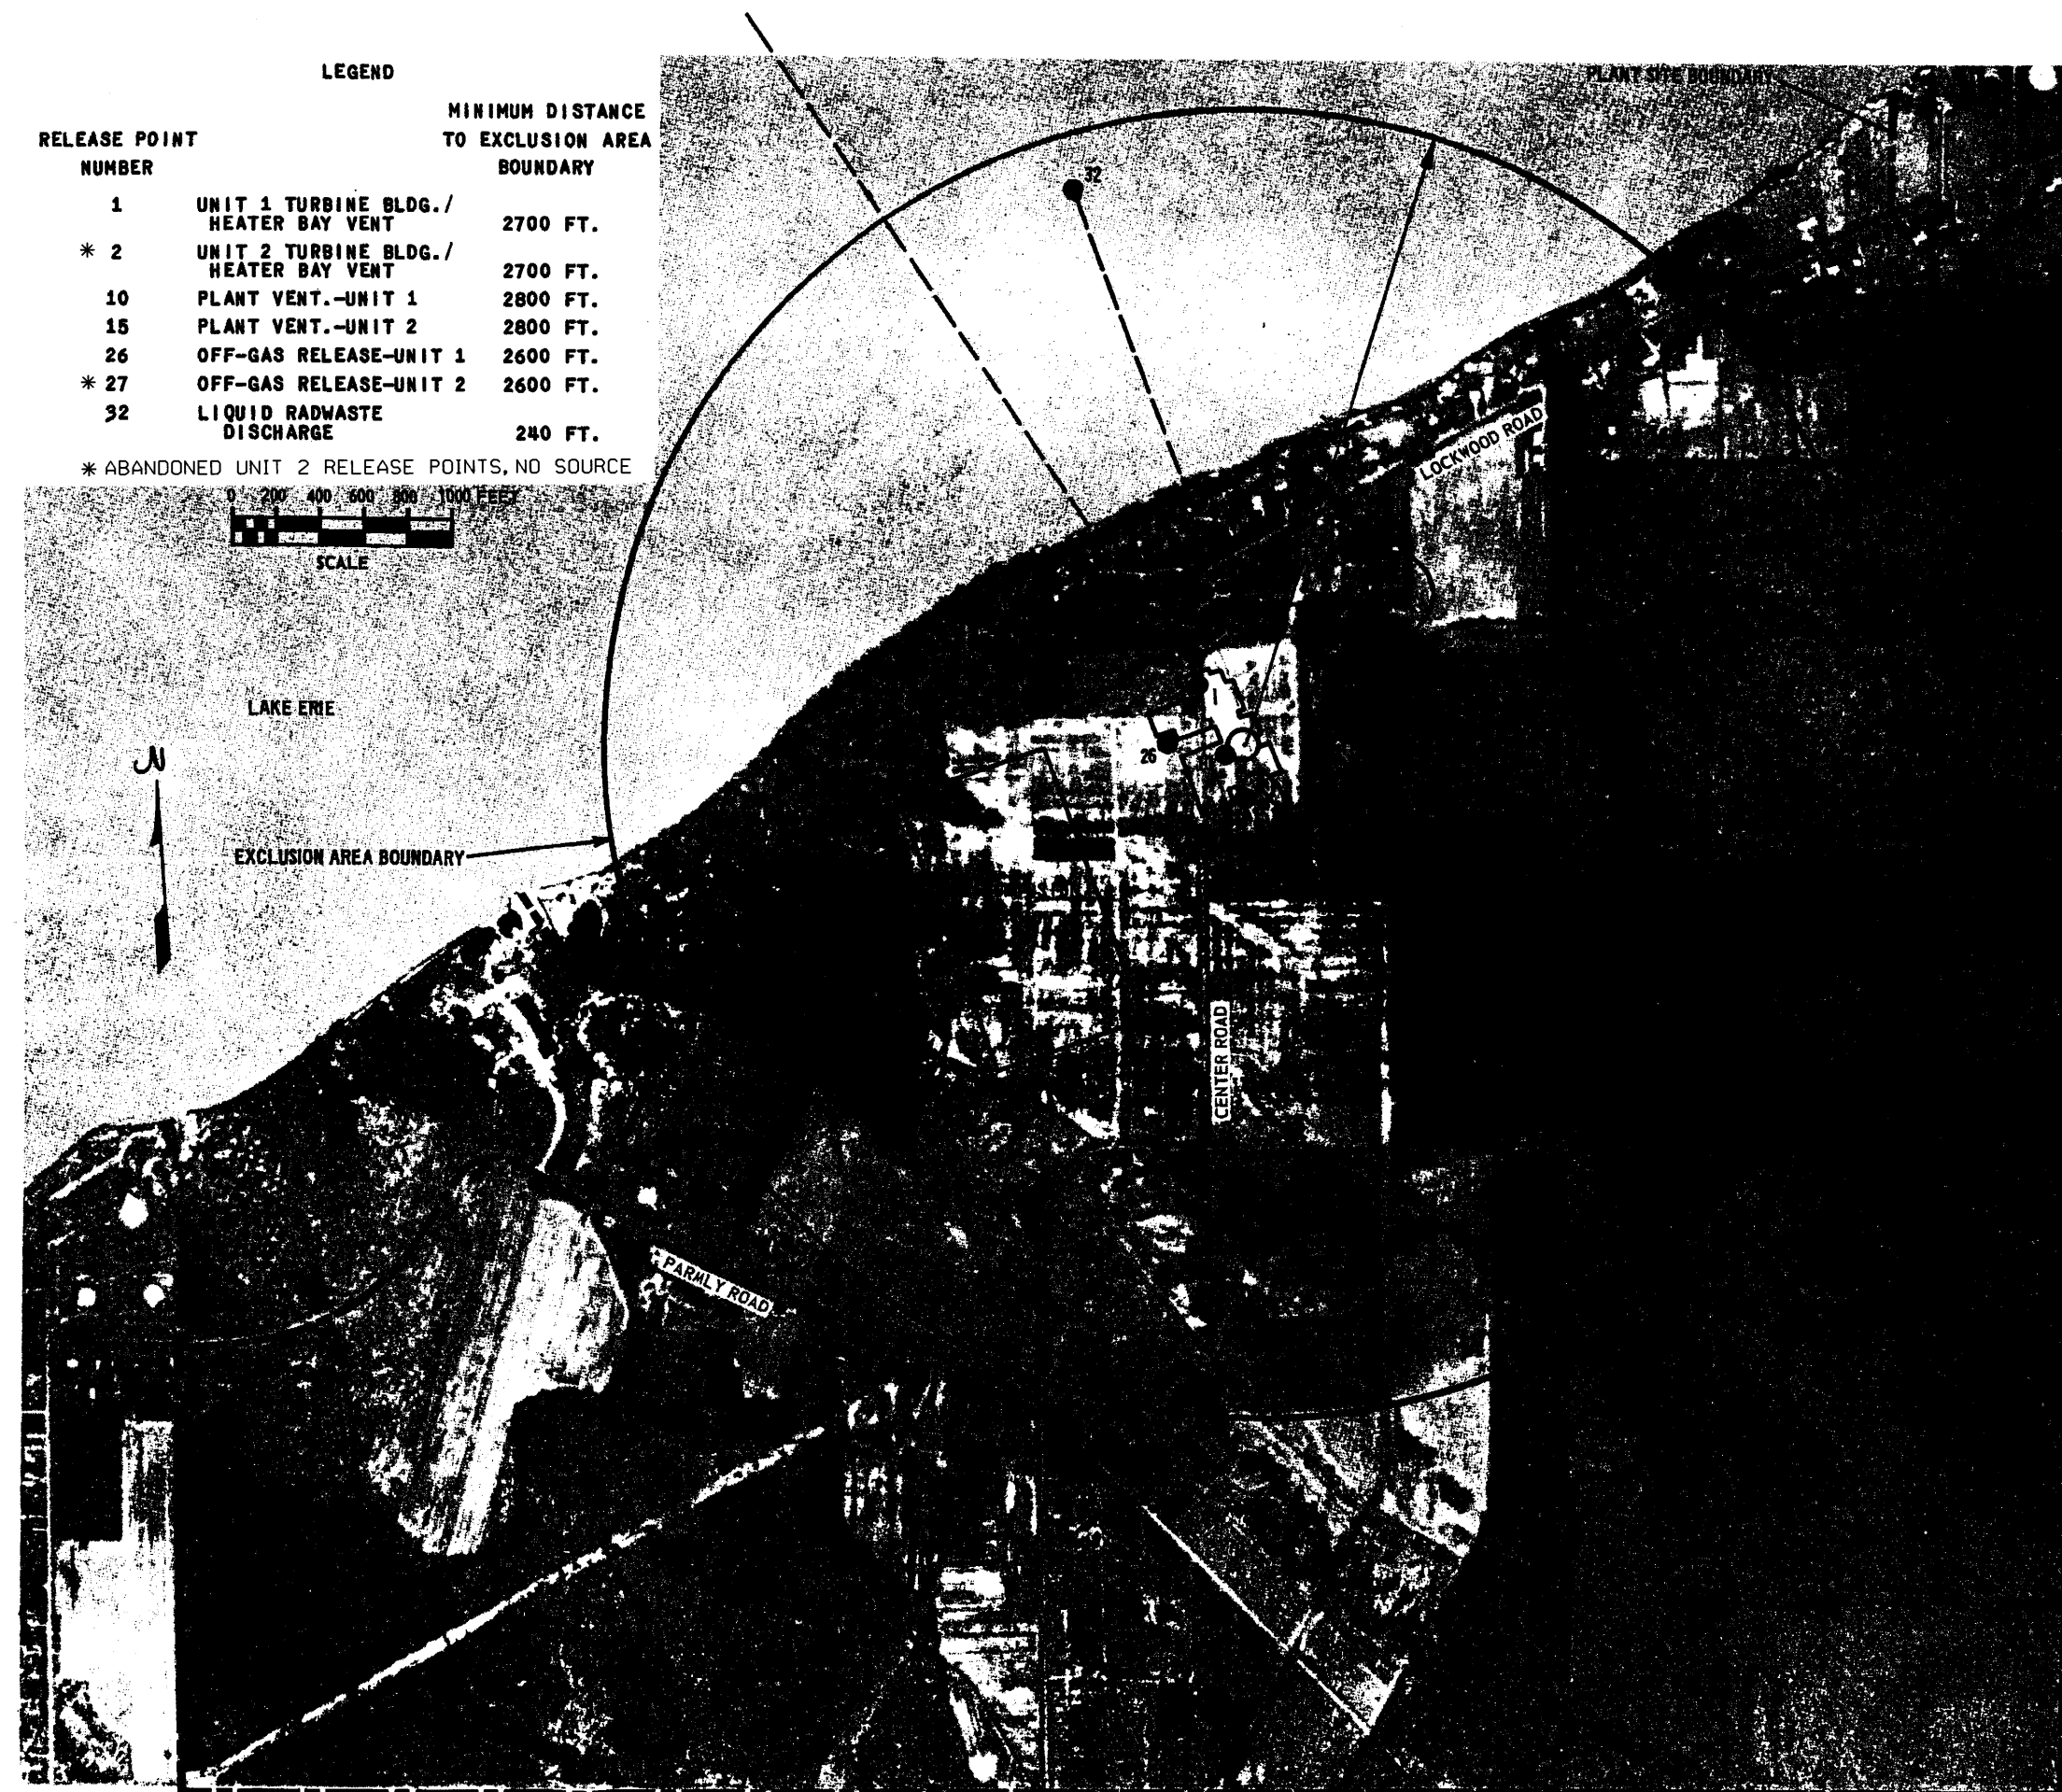 LEGEND
MINIMUM DISTANCE
RELEASE POINT TO EXCLUSION AREA
NUMBER BOUNDARY
1 UNIT 1 TURBINE BLDG./
HEATER BAY VENT 2700 FT.
* 2 UNIT 2 TURBINE BLDG./
HEATER BAY VENT 2700 FT.
10 PLANT VENT.-UNIT 1 2800 FT.
15 PLANT VENT.-UNIT 2 2800 FT.
26 OFF-GAS RELEASE-UNIT 1 2600 FT.
* 27 OFF-GAS RELEASE-UNIT 2 2600 FT.
32 LIQUID RADWASTE
DISCHARGE 240 FT.
* ABANDONED UNIT 2 RELEASE POINTS, NO SOURCE
0 200 400 600 800 1000 FEET
SCALE
PLANT SITE BOUNDARY
32
LOCKWOOD ROAD
LAKE ERIE
N
26
EXCLUSION AREA BOUNDARY
CENTER ROAD
PARMLY ROAD